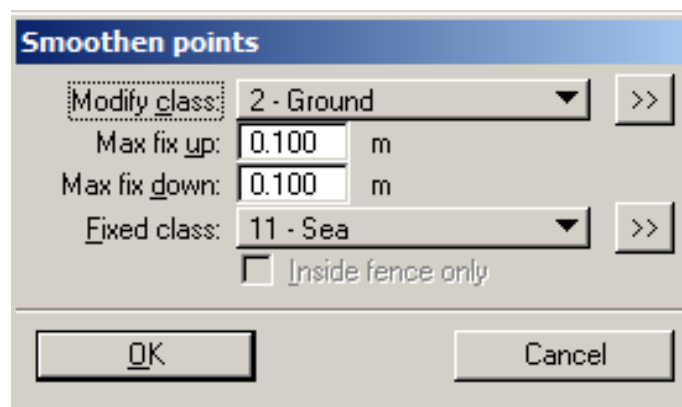 Smoothen points
Modify class: 2 - Ground >>
Max fix up: 0.100 m
Max fix down: 0.100 m
Fixed class: 11 - Sea >>
Inside fence only
OK Cancel